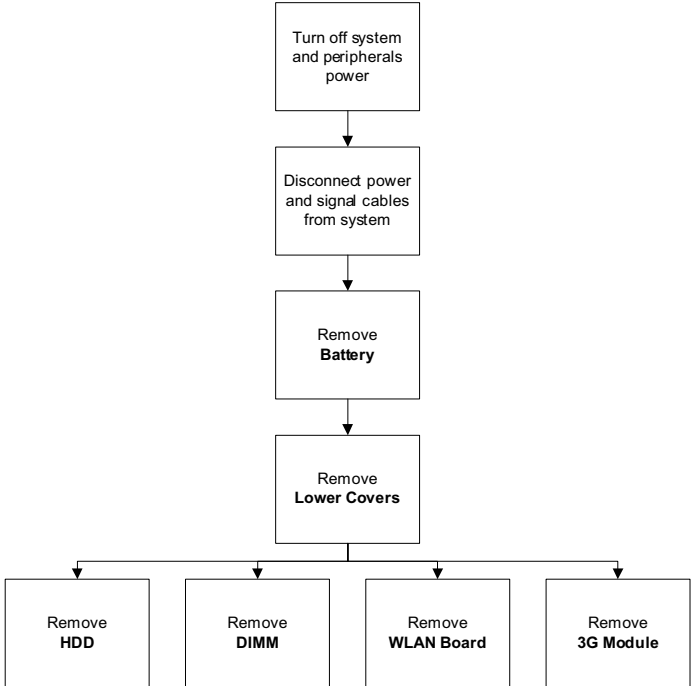 Turn off system
and peripherals
power
Disconnect power
and signal cables
from system
Remove
Battery
Remove
Lower Covers
Remove
HDD
Remove
DIMM
Remove
WLAN Board
Remove
3G Module